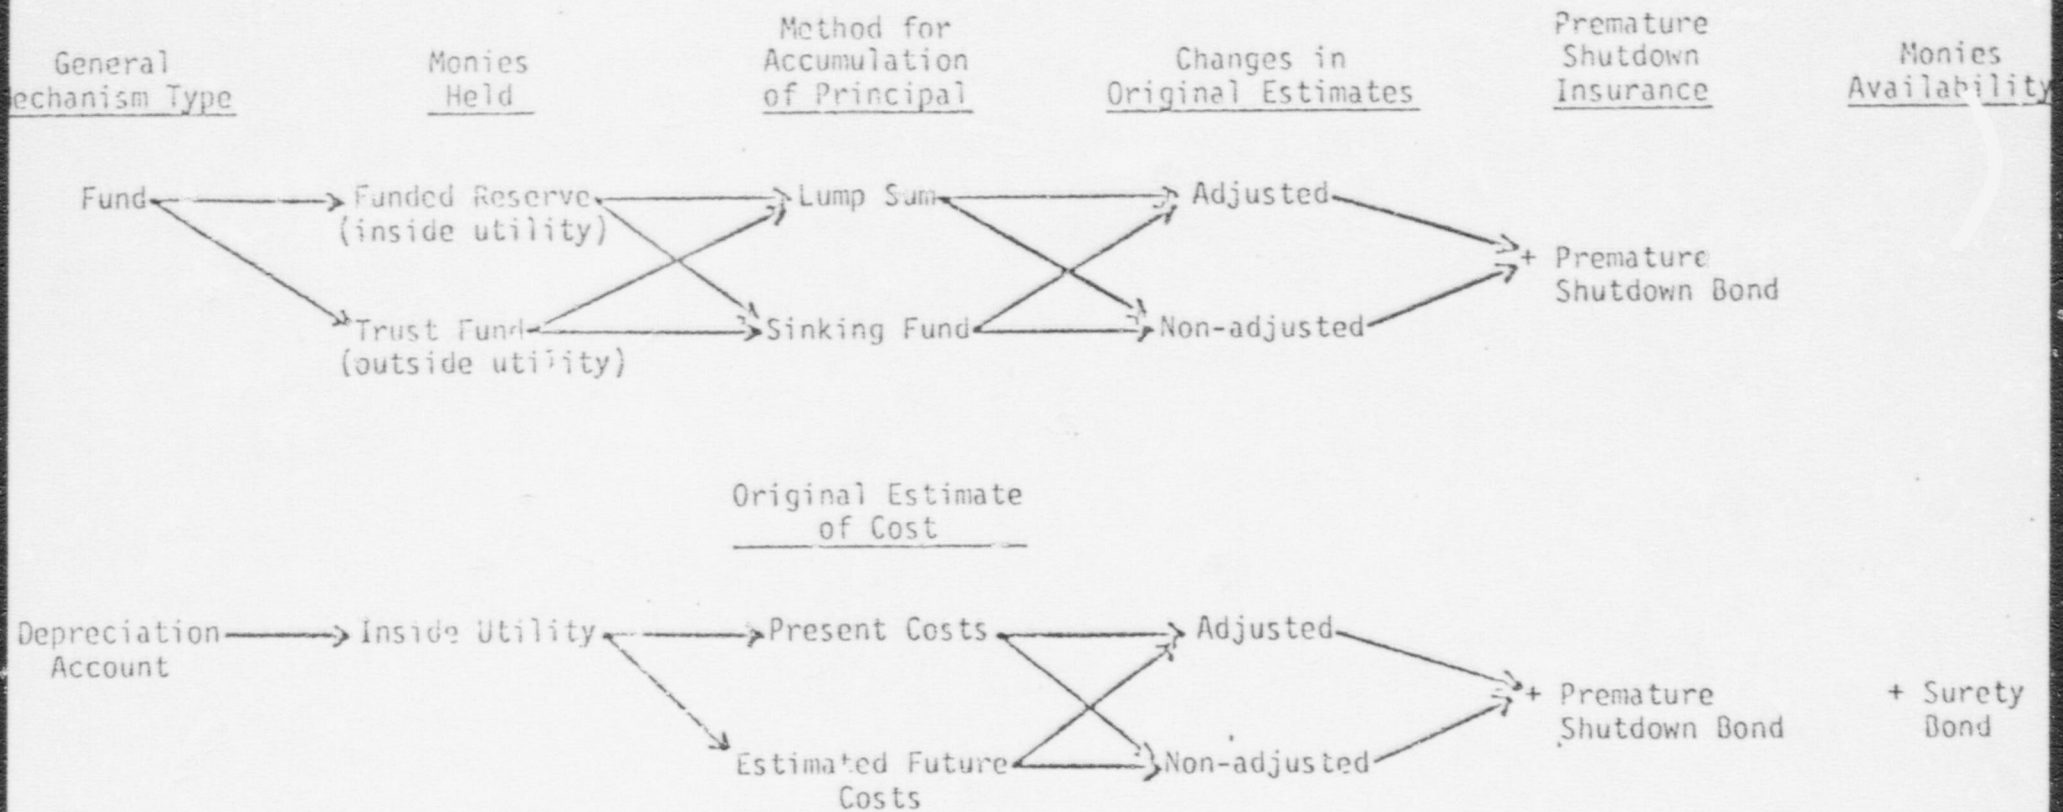 General
echanism Type
Monies
Held
Method for
Accumulation
of Principal
Changes in
Original Estimates
Premature
Shutdown
Insurance
Monies
Availability
Fund
Funded Reserve
(inside utility)
Lump Sum
Adjusted
+ Premature
Shutdown Bond
Trust Fund
(outside utility)
Sinking Fund
Non-adjusted
Original Estimate
of Cost
Depreciation
Account
Inside Utility
Present Costs
Adjusted
+ Premature
Shutdown Bond
+ Surety
Bond
Estimated Future
Costs
Non-adjusted